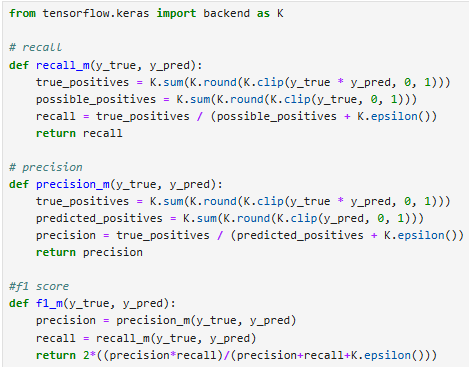 from tensorflow.keras import backend as K
# recall
def recall_m(y_true, y_pred):
    true_positives = K.sum(K.round(K.clip(y_true * y_pred, 0, 1)))
    possible_positives = K.sum(K.round(K.clip(y_true, 0, 1)))
    recall = true_positives / (possible_positives + K.epsilon())
    return recall
# precision
def precision_m(y_true, y_pred):
    true_positives = K.sum(K.round(K.clip(y_true * y_pred, 0, 1)))
    predicted_positives = K.sum(K.round(K.clip(y_pred, 0, 1)))
    precision = true_positives / (predicted_positives + K.epsilon())
    return precision
#f1 score
def f1_m(y_true, y_pred):
    precision = precision_m(y_true, y_pred)
    recall = recall_m(y_true, y_pred)
    return 2*((precision*recall)/(precision+recall+K.epsilon()))